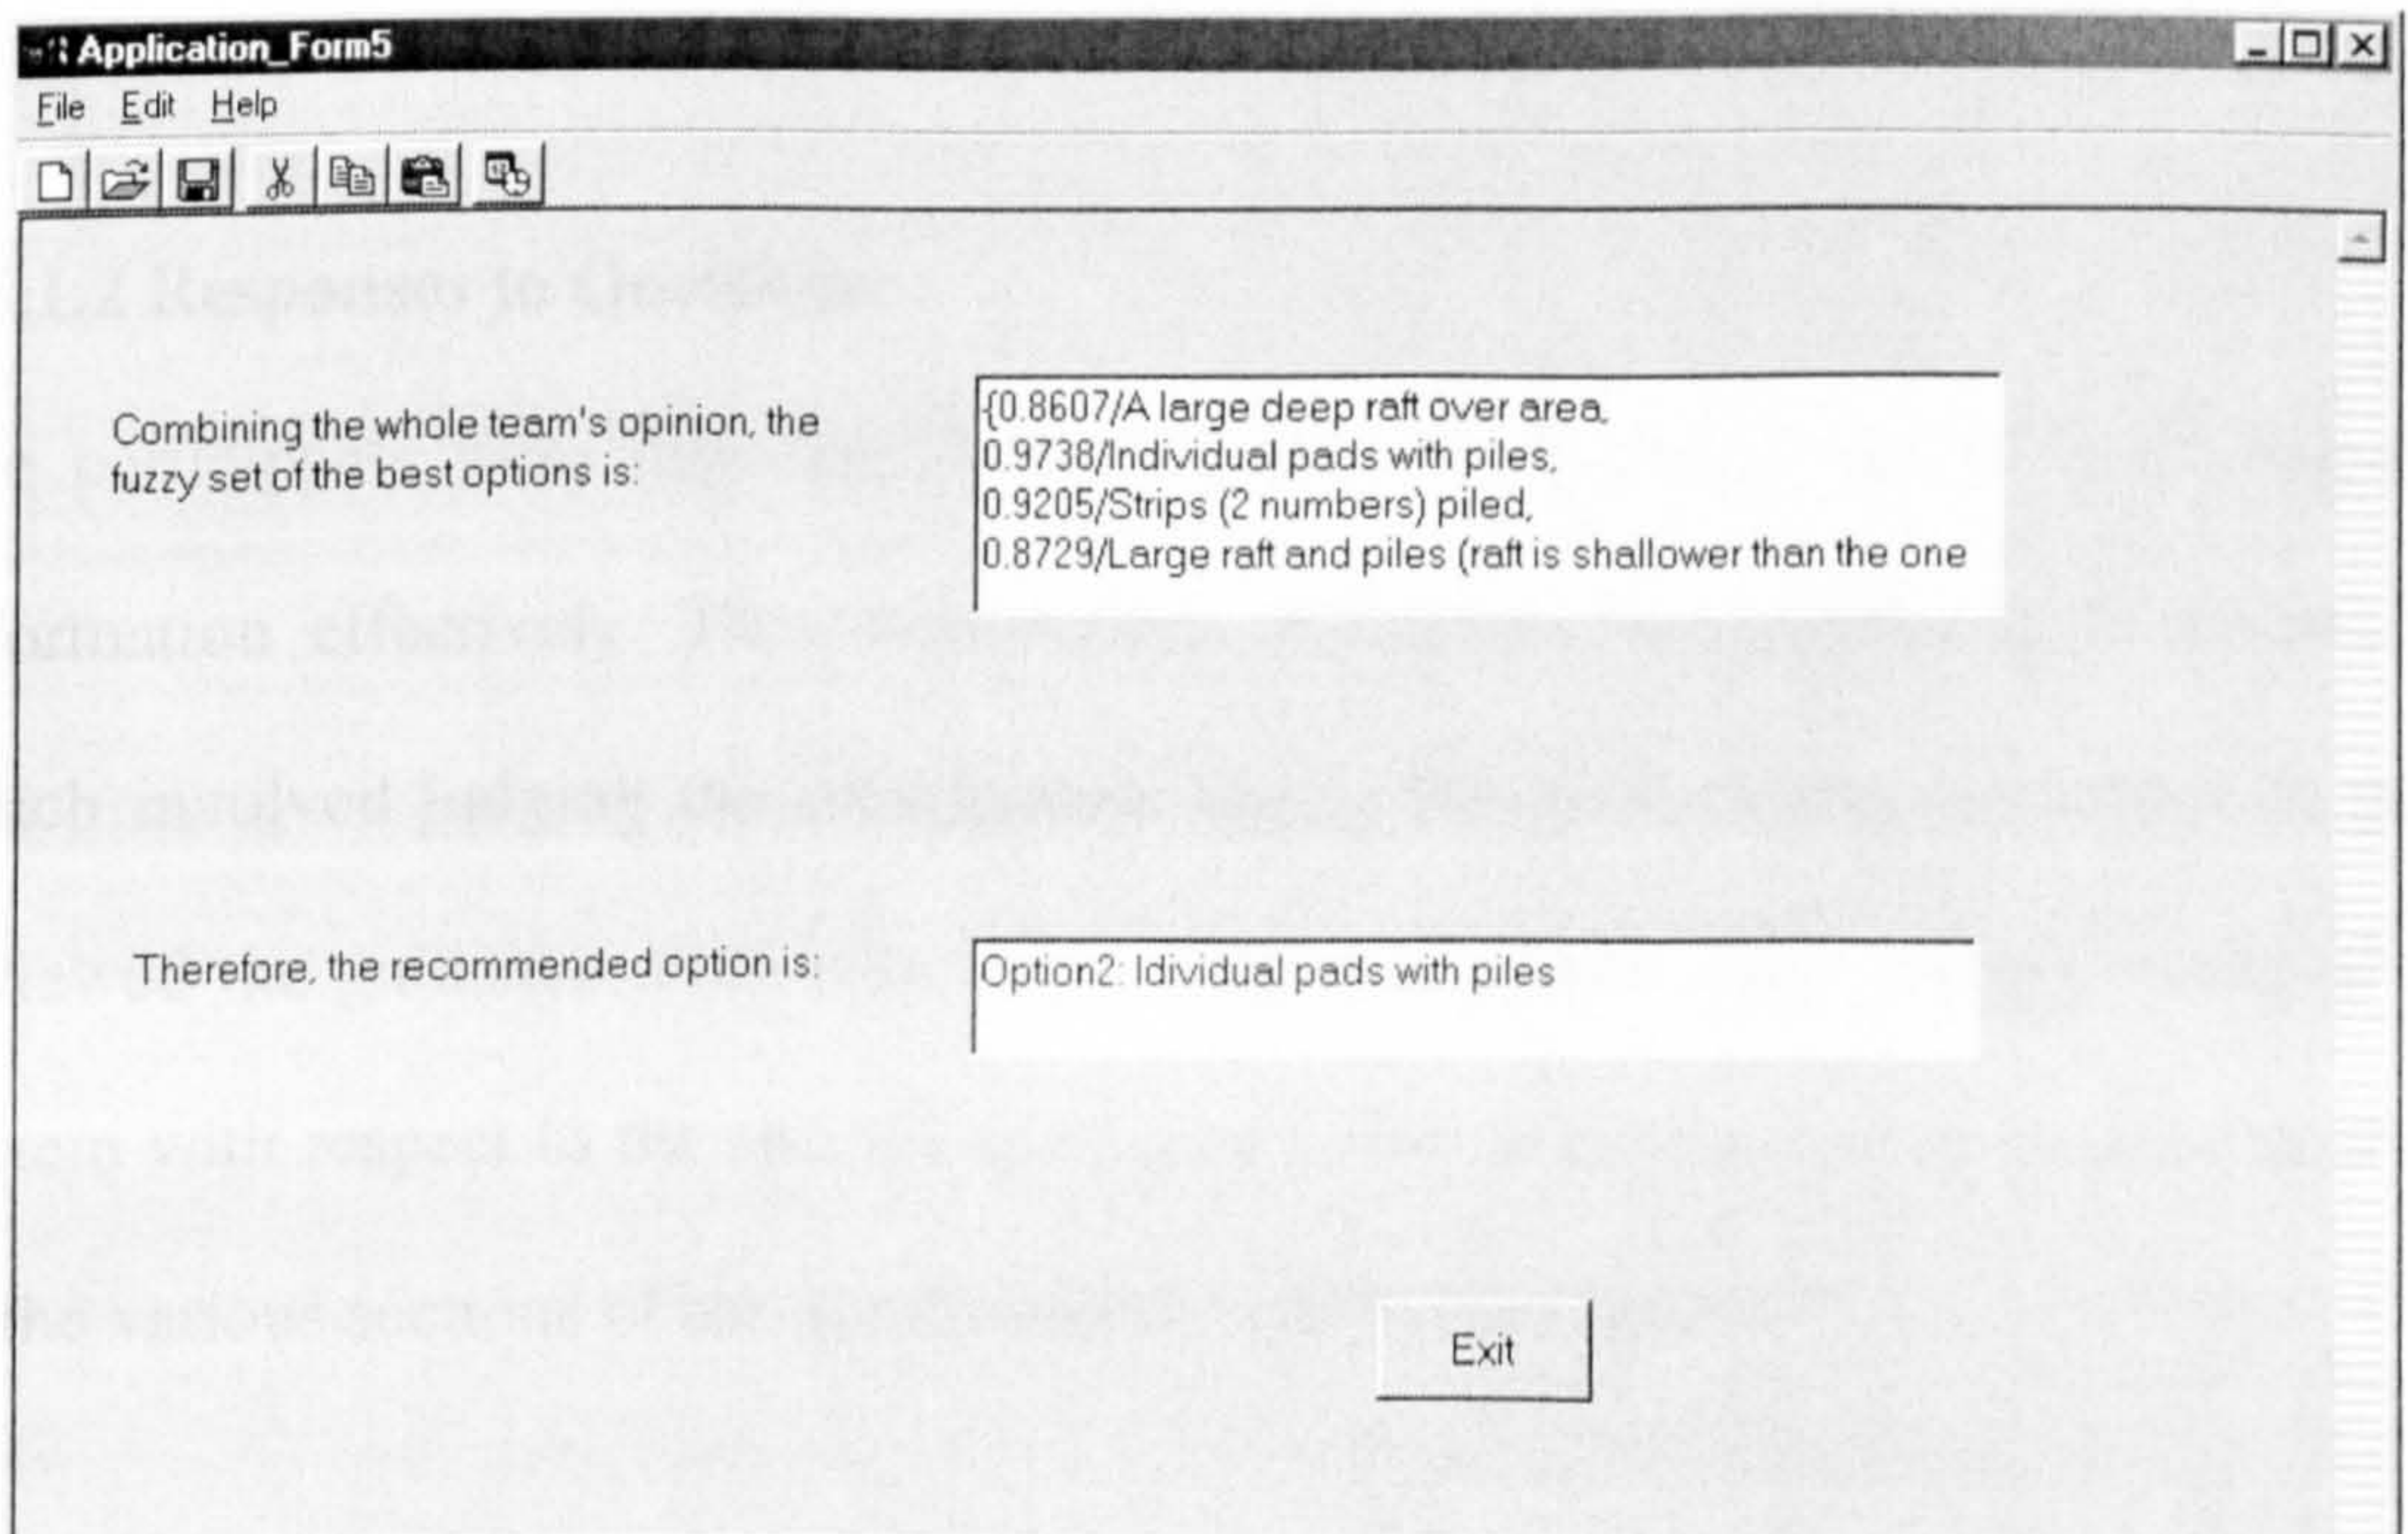 Application_Form5
File Edit Help
Combining the whole team's opinion, the
fuzzy set of the best options is:
{0.8607/A large deep raft over area,
0.9738/Individual pads with piles,
0.9205/Strips (2 numbers) piled,
0.8729/Large raft and piles (raft is shallower than the one
Therefore, the recommended option is:
Option2: Idividual pads with piles
Exit